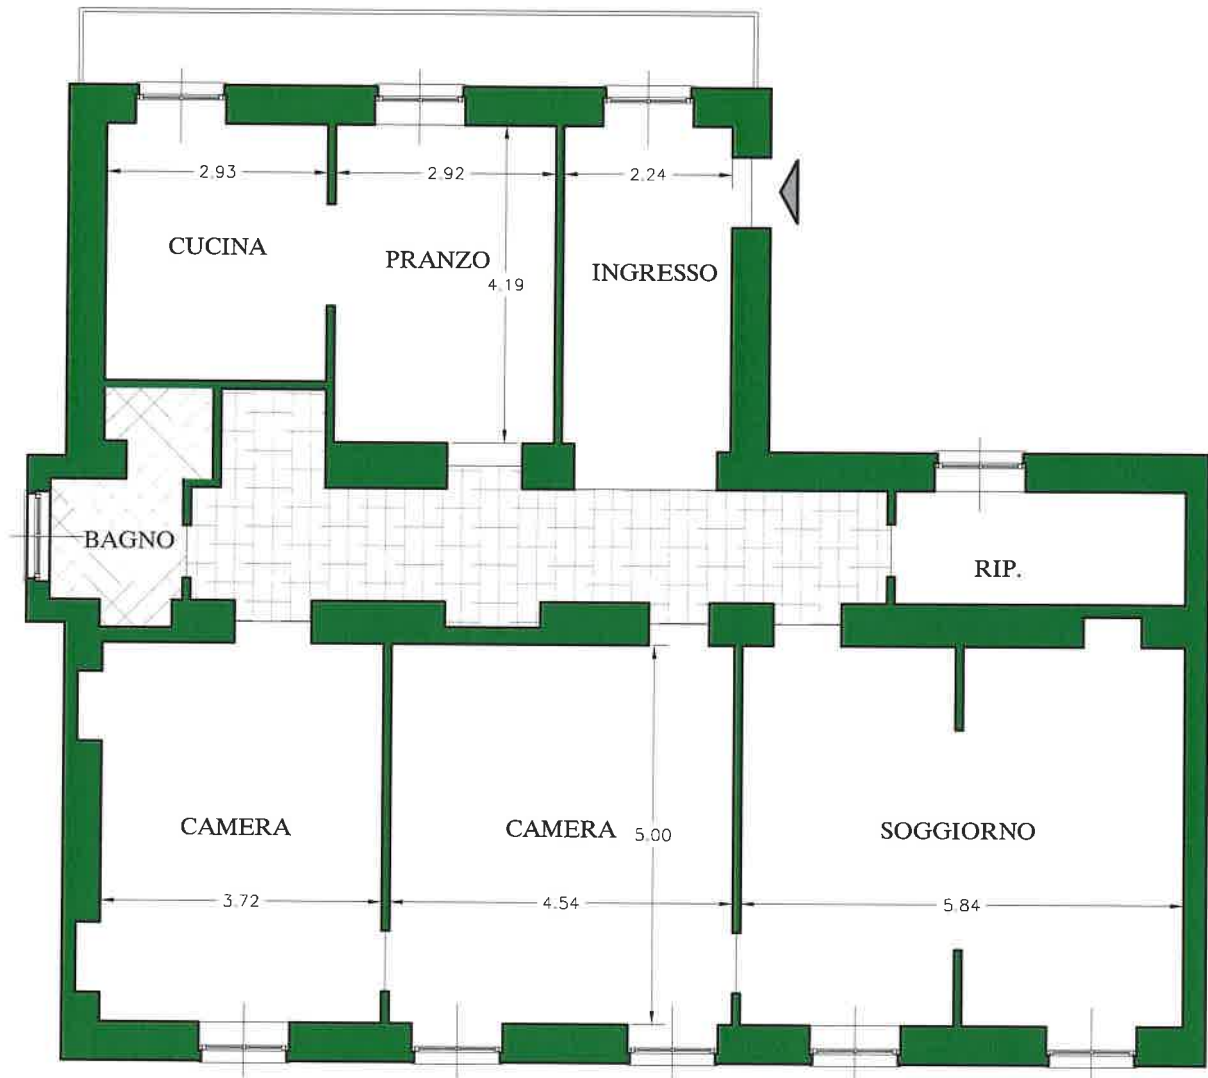 2.93
2.92
2.24
CUCINA
PRANZO
INGRESSO
4.19
BAGNO
RIP.
CAMERA
CAMERA
5.00
SOGGIORNO
3.72
4.54
5.84